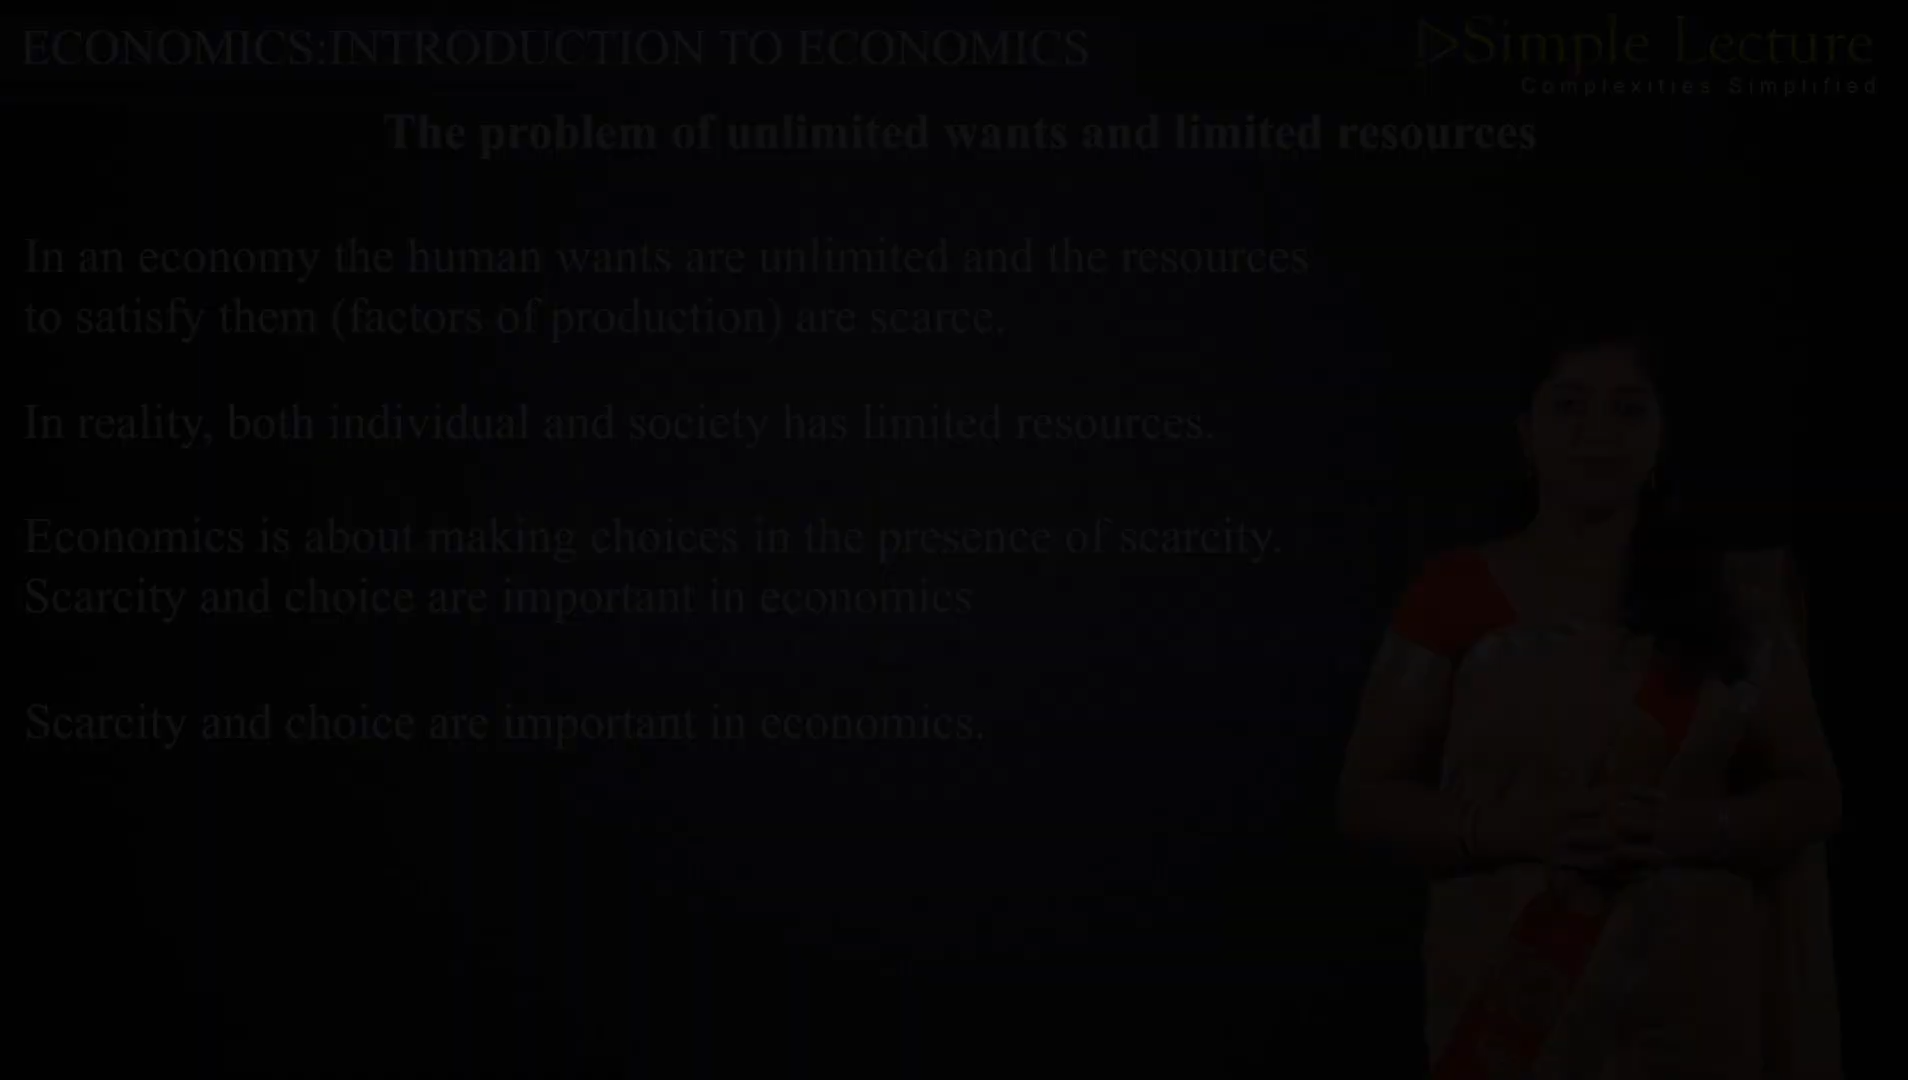 ECONOMICS:INTRODUCTION TO ECONOMICS
Simple Lecture
Complexities Simplified
The problem of unlimited wants and limited resources
In an economy the human wants are unlimited and the resources
to satisfy them (factors of production) are scarce.
In reality, both individual and society has limited resources.
Economics is about making choices in the presence of scarcity.
Scarcity and choice are important in economics
Scarcity and choice are important in economics.